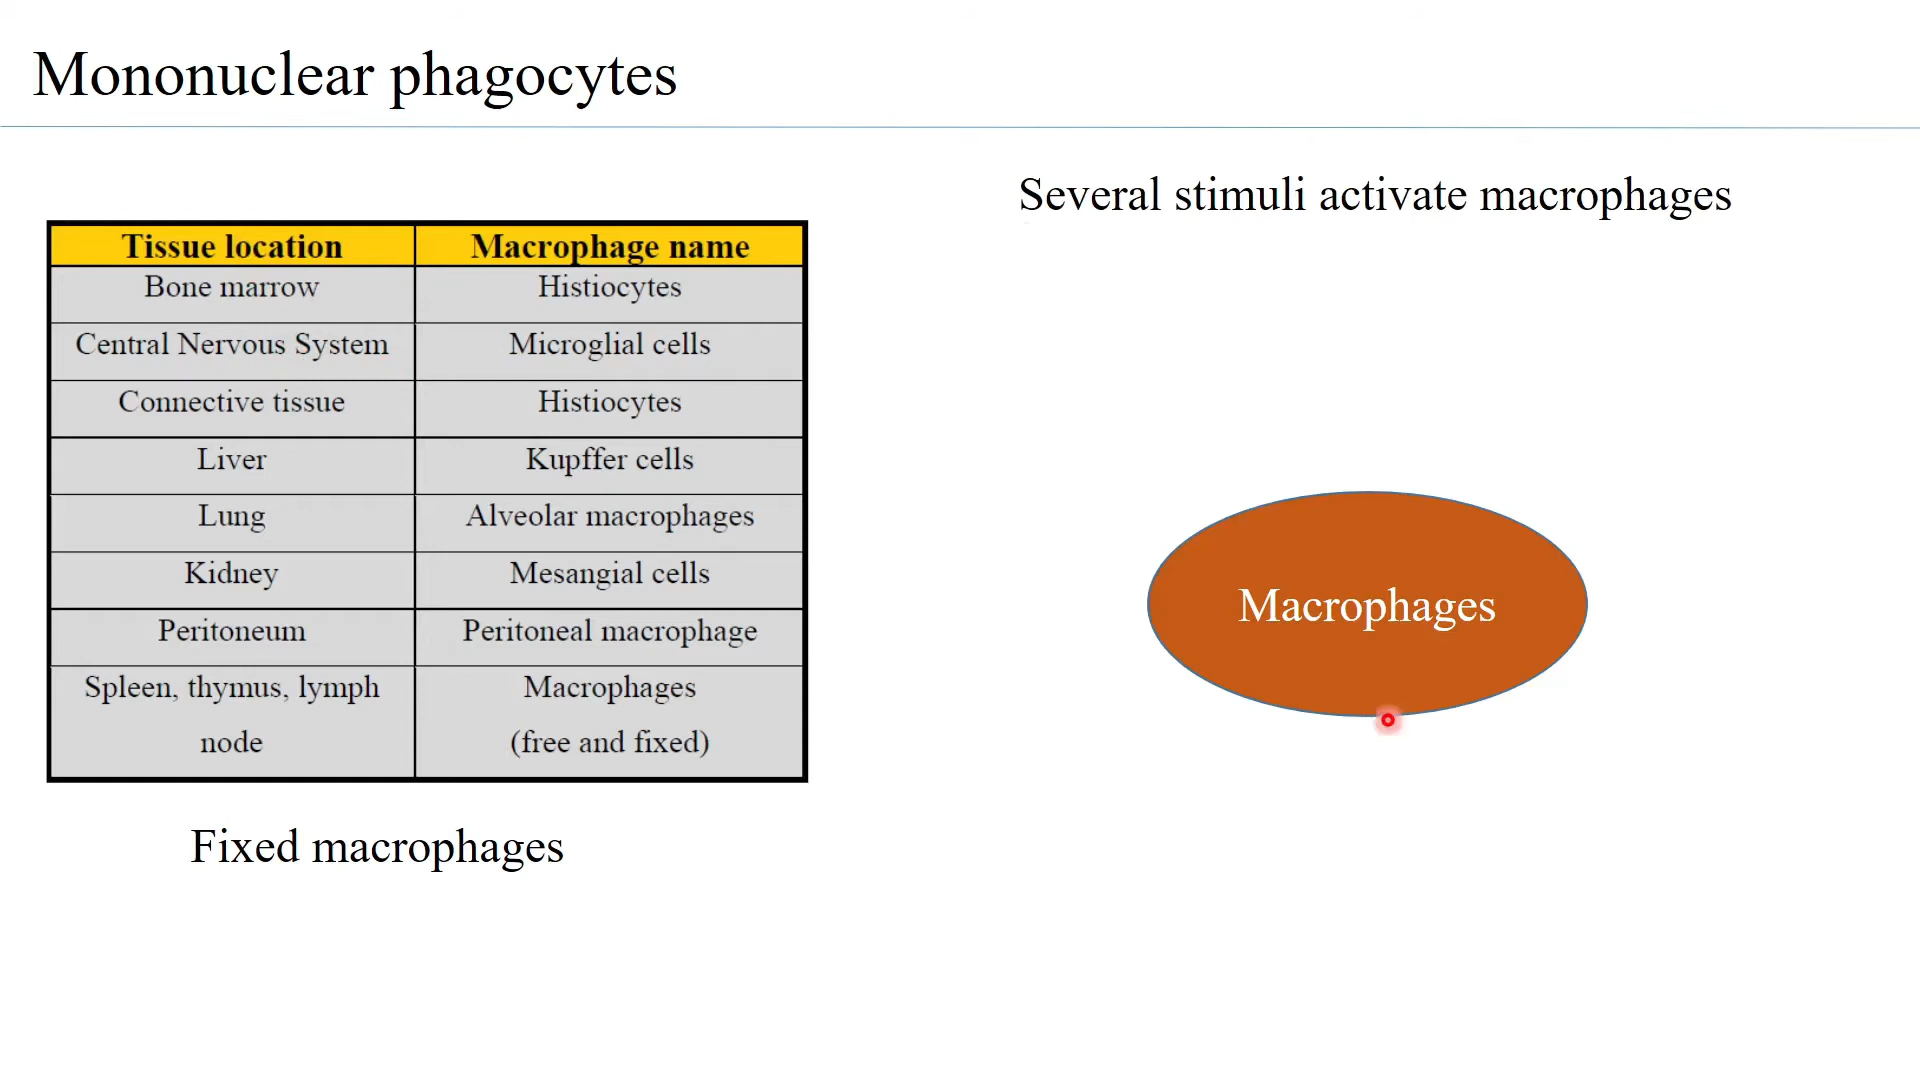 Mononuclear phagocytes
Several stimuli activate macrophages
Tissue location Macrophage name
Bone marrow Histiocytes
Central Nervous System Microglial cells
Connective tissue Histiocytes
Liver Kupffer cells
Lung Alveolar macrophages
Kidney Mesangial cells
Peritoneum Peritoneal macrophage
Spleen, thymus, lymph Macrophages
node (free and fixed)
Macrophages
Fixed macrophages